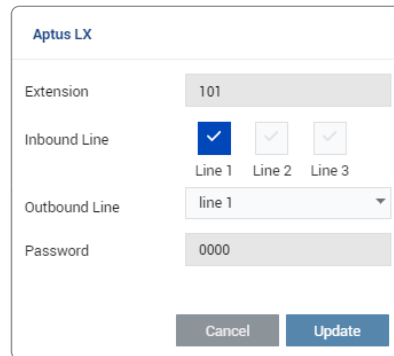 Aptus LX
Extension 101
Inbound Line
Line 1 Line 2 Line 3
Outbound Line line 1
Password 0000
Cancel Update